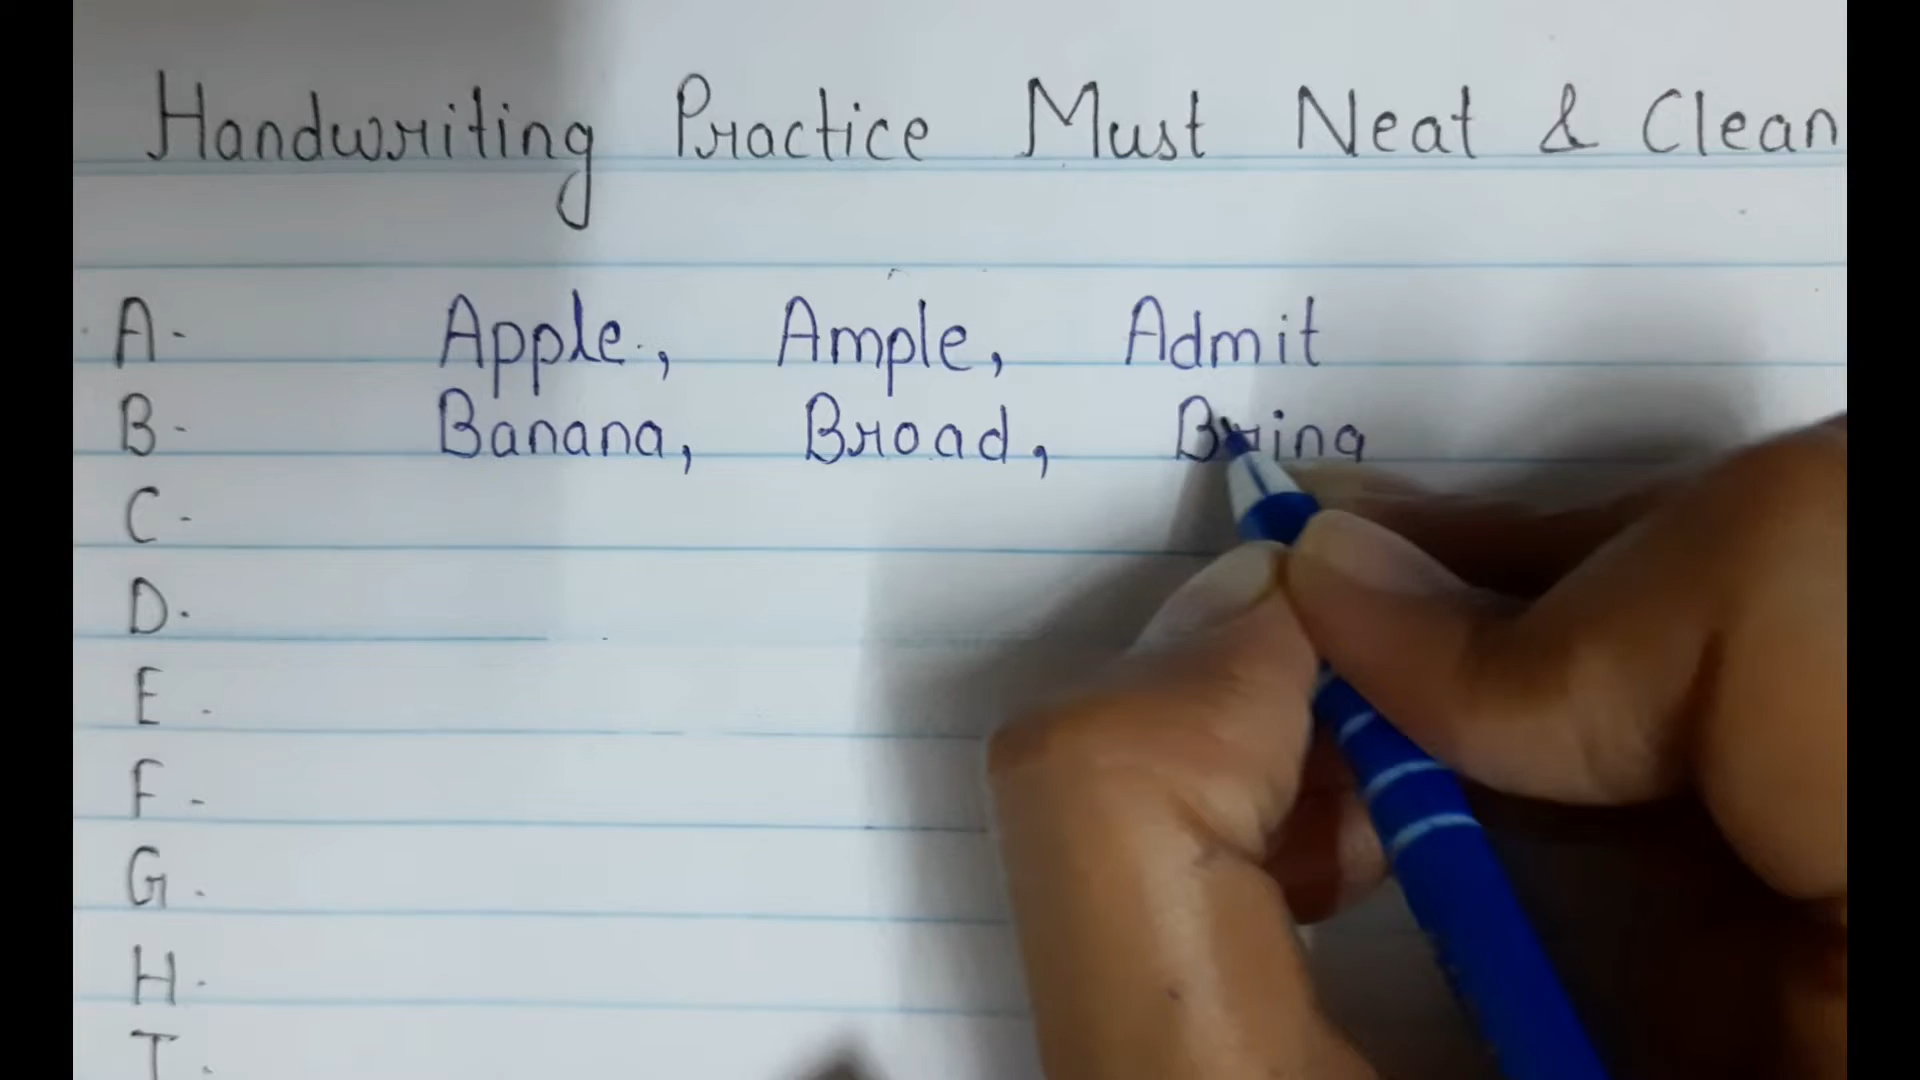 Handwriting Practice Must Neat & Clean
A- Apple, Ample, Admit
B- Banana, Broad,
C-
D-
E-
F-
G-
H-
I-